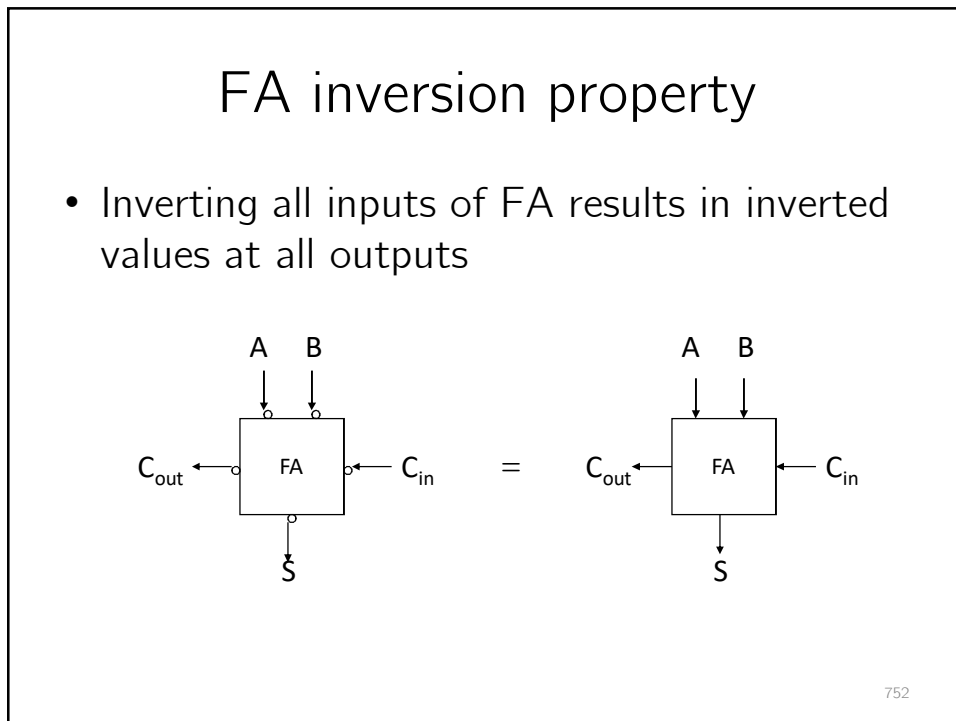 FA inversion property
• Inverting all inputs of FA results in inverted
values at all outputs
A B
A B
Cout FA Cin = Cout FA Cin
S
S
752